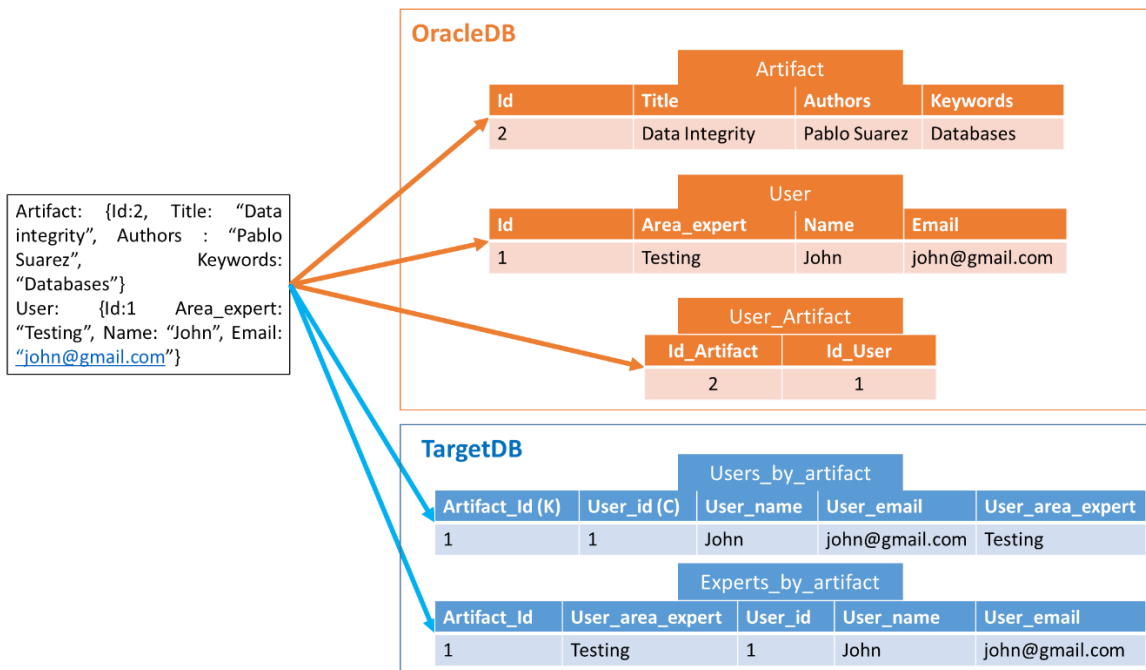 Artifact: {Id:2, Title: “Data
integrity”, Authors : “Pablo
Suarez”, Keywords:
“Databases”}
User: {Id:1 Area_expert:
“Testing”, Name: “John”, Email:
“john@gmail.com”}
OracleDB
Artifact
Id Title Authors Keywords
2 Data Integrity Pablo Suarez Databases
User
Id Area_expert Name Email
1 Testing John john@gmail.com
User_Artifact
Id_Artifact Id_User
2 1
TargetDB
Users_by_artifact
Artifact_Id (K) User_id (C) User_name User_email User_area_expert
1 1 John john@gmail.com Testing
Experts_by_artifact
Artifact_Id User_area_expert User_id User_name User_email
1 Testing 1 John john@gmail.com